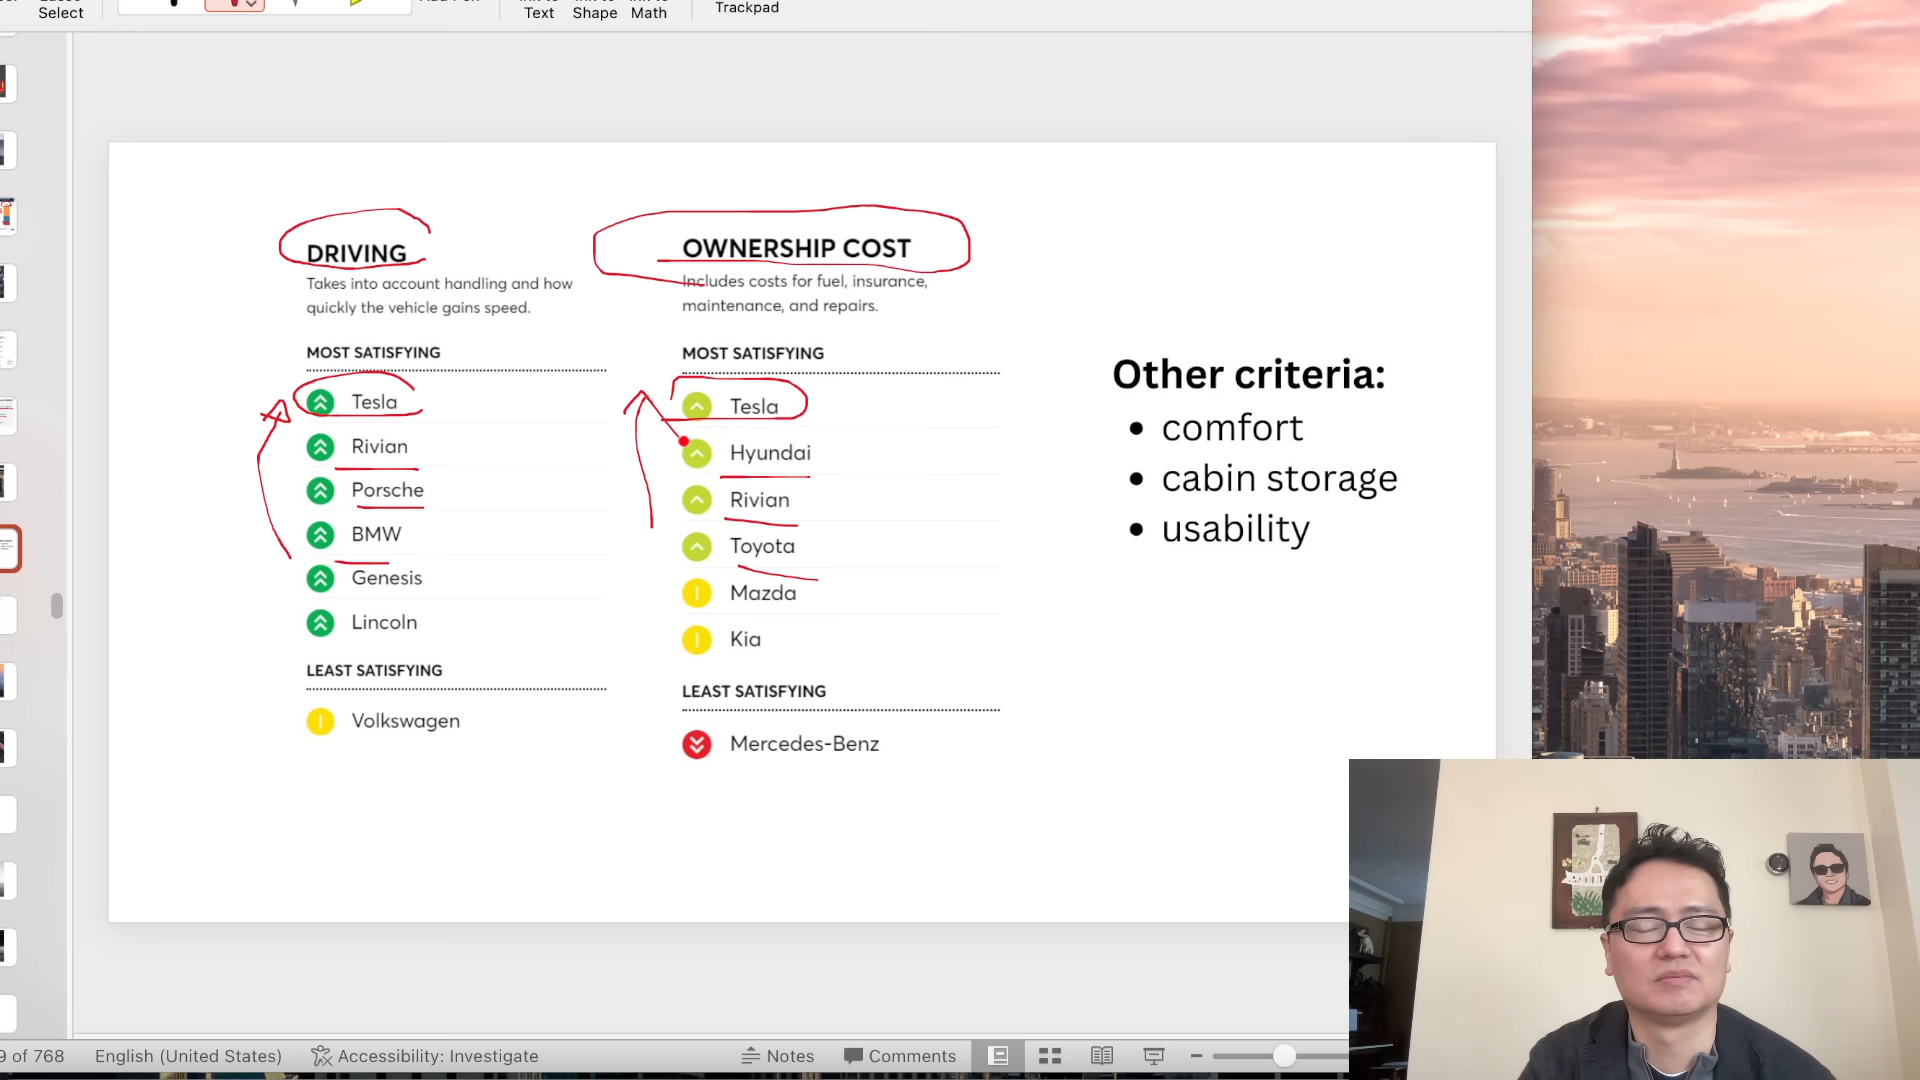 Select
Text
Shape
Math
Trackpad
DRIVING
Takes into account handling and how
quickly the vehicle gains speed.
MOST SATISFYING
Tesla
Rivian
Porsche
BMW
Genesis
Lincoln
LEAST SATISFYING
Volkswagen
OWNERSHIP COST
Includes costs for fuel, insurance,
maintenance, and repairs.
MOST SATISFYING
Tesla
Hyundai
Rivian
Toyota
Mazda
Kia
LEAST SATISFYING
Mercedes-Benz
Other criteria:
• comfort
• cabin storage
• usability
9 of 768
English (United States)
Accessibility: Investigate
Notes
Comments